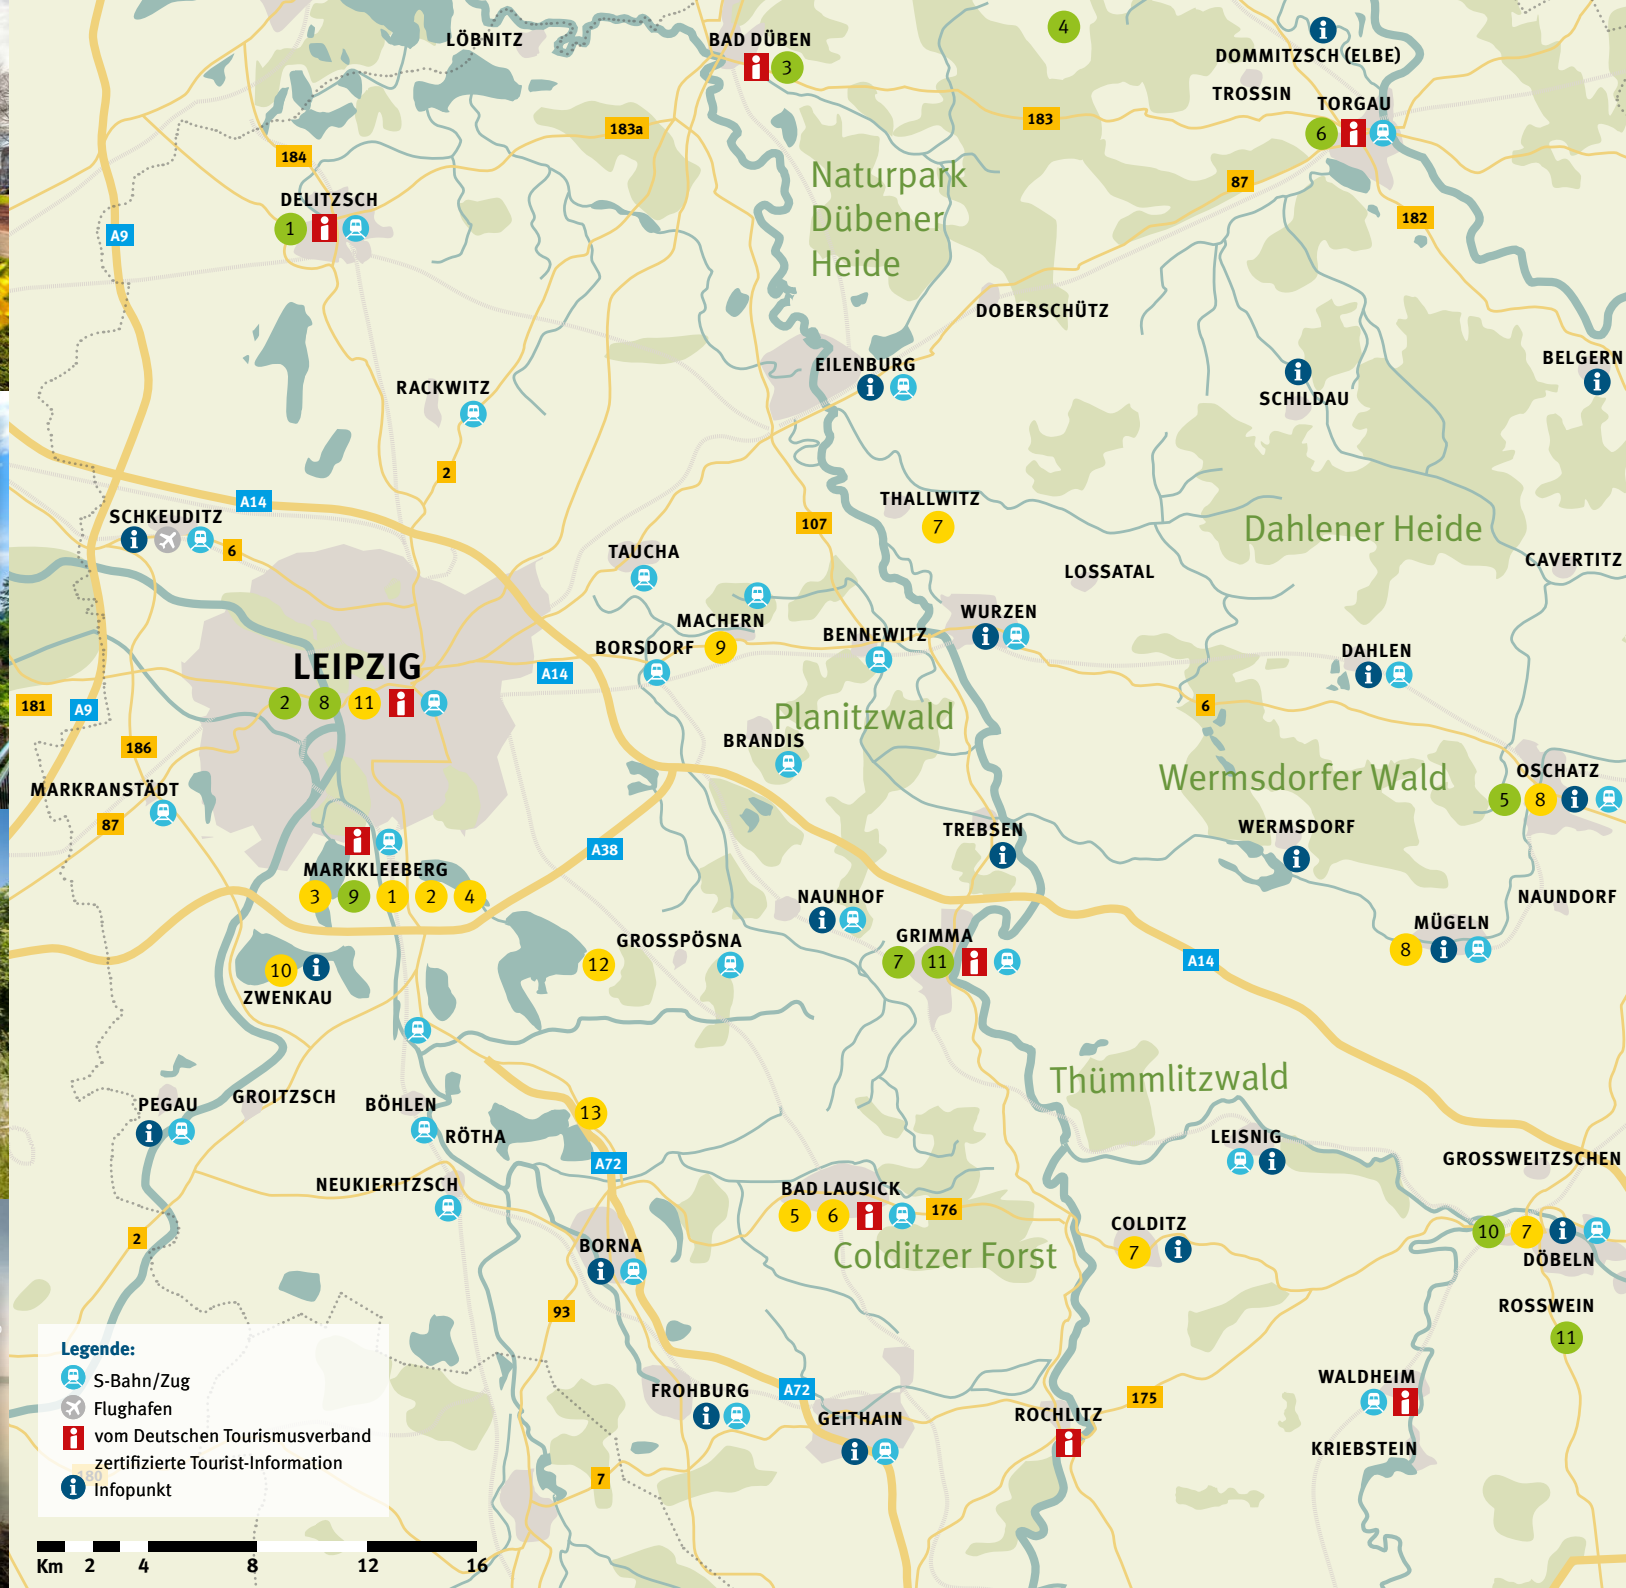 LÖBNITZ
BAD DÜBEN
3
4
DOMMITZSCH (ELBE)
TROSSIN
TORGAU
6
183a
183
184
87
182
DELITZSCH
1
A9
Naturpark
Dübener
Heide
DOBERSCHÜTZ
EILENBURG
BELGERN
SCHILDAU
RACKWITZ
2
A14
SCHKEUDITZ
6
THALLWITZ
7
107
Dahlener Heide
TAUCHA
CAVERTITZ
LOSSATAL
MACHERN
9
WURZEN
BORSDORF
BENNEWITZ
DAHLEN
LEIPZIG
2 8 11
A14
181
A9
186
6
Planitzwald
BRANDIS
MARKRANSTÄDT
87
Wermsdorfer Wald
OSCHATZ
5 8
WERMSDORF
TREBSEN
A38
MARKKLEEBERG
3 9 1 2 4
NAUNHOF
NAUNDORF
MÜGELN
8
GRIMMA
7 11
A14
GROSSPÖSNA
12
10
ZWENKAU
Thümmlitzwald
PEGAU
GROITZSCH
BÖHLEN
RÖTHA
13
A72
LEISNIG
GROSSWEITZSCHEN
NEUKIERITZSCH
BAD LAUSICK
5 6
176
COLDITZ
7
10 7
DÖBELN
Colditzer Forst
2
BORNA
93
ROSSWEIN
11
Legende:
S-Bahn/Zug
Flughafen
vom Deutschen Tourismusverband
zertifizierte Tourist-Information
Infopunkt
180
FROHBURG
A72
GEITHAIN
175
ROCHLITZ
WALDHEIM
KRIEBSTEIN
7
Km 2 4 8 12 16